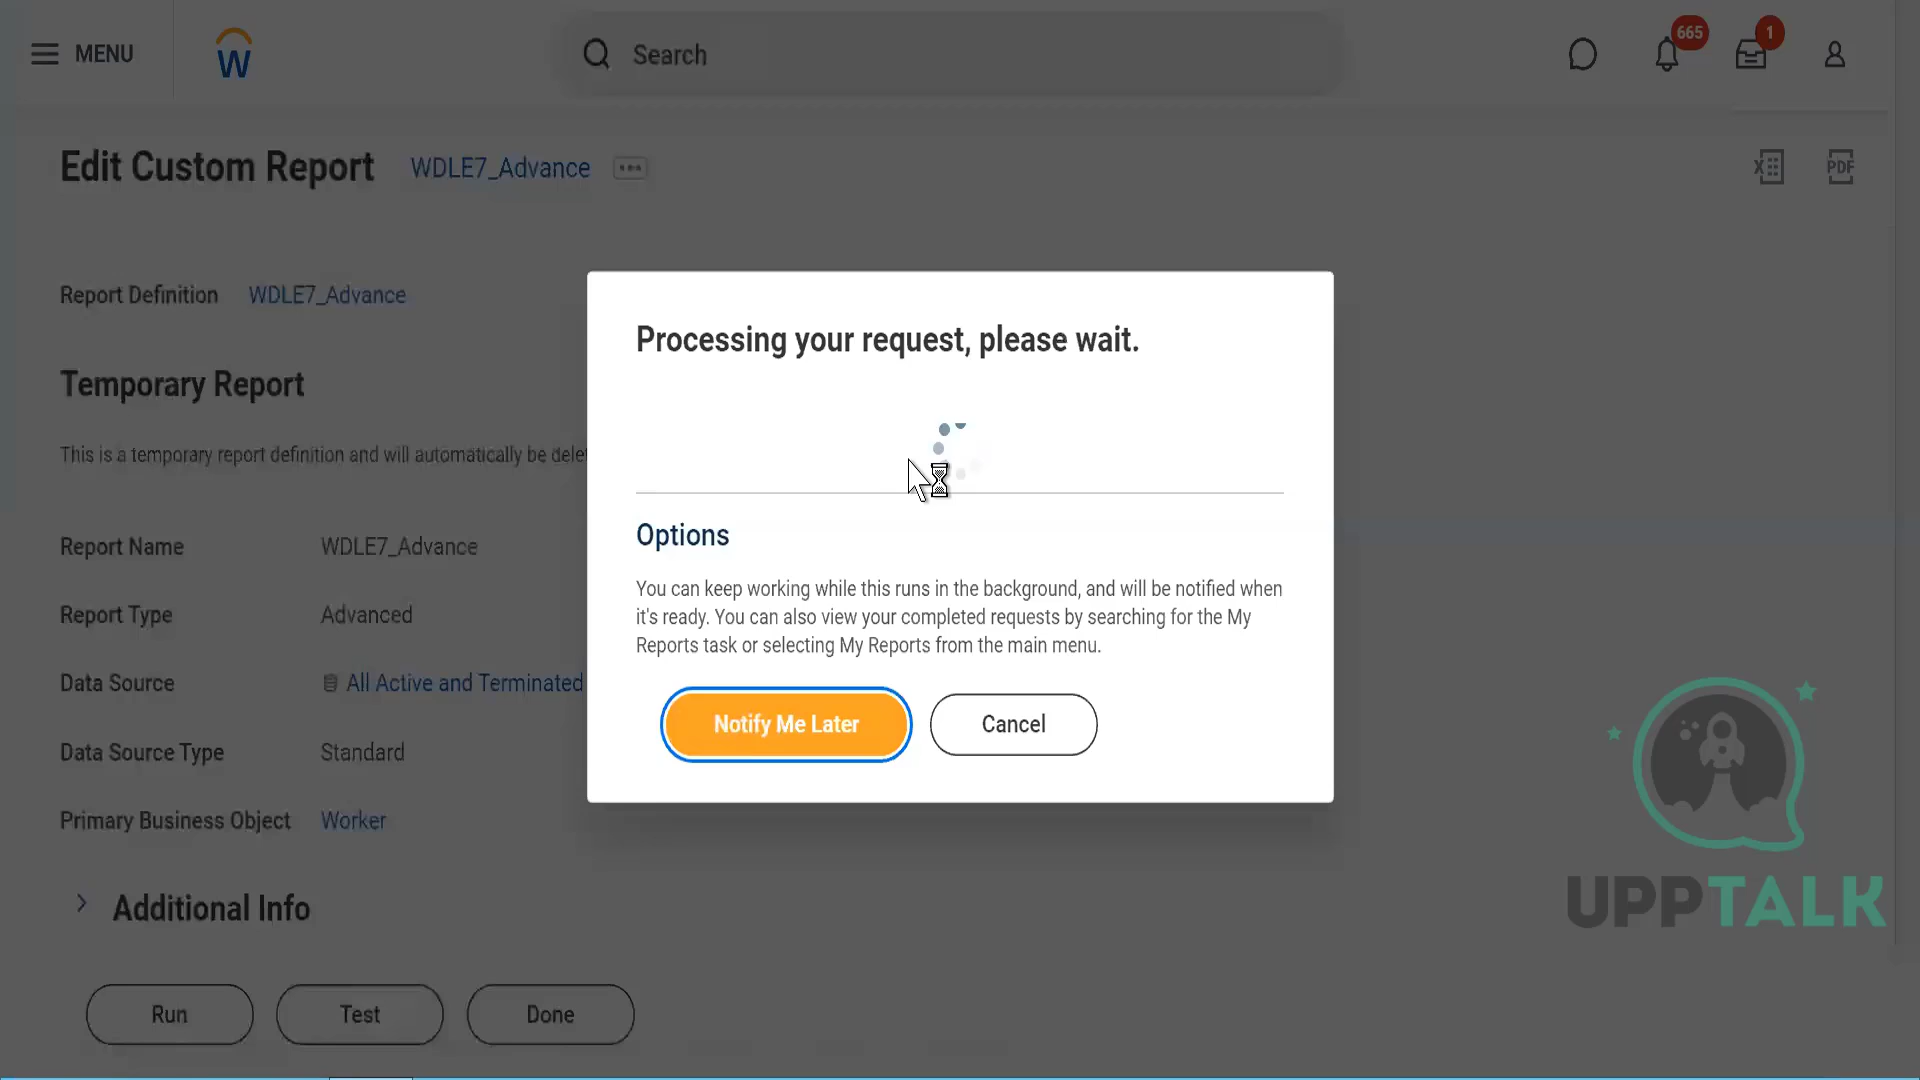 MENU
W
Search
665
1
Edit Custom Report
WDLE7_Advance
X
PDF
Report Definition
WDLE7_Advance
Temporary Report
This is a temporary report definition and will automatically be
Report Name
WDLE7_Advance
Report Type
Advanced
Data Source
All Active and Terminated
Data Source Type
Standard
Primary Business Object
Worker
Additional Info
Run
Test
Done
Processing your request, please wait.
Options
You can keep working while this runs in the background, and will be notified when
it's ready. You can also view your completed requests by searching for the My
Reports task or selecting My Reports from the main menu.
Notify Me Later
Cancel
UPPTALK